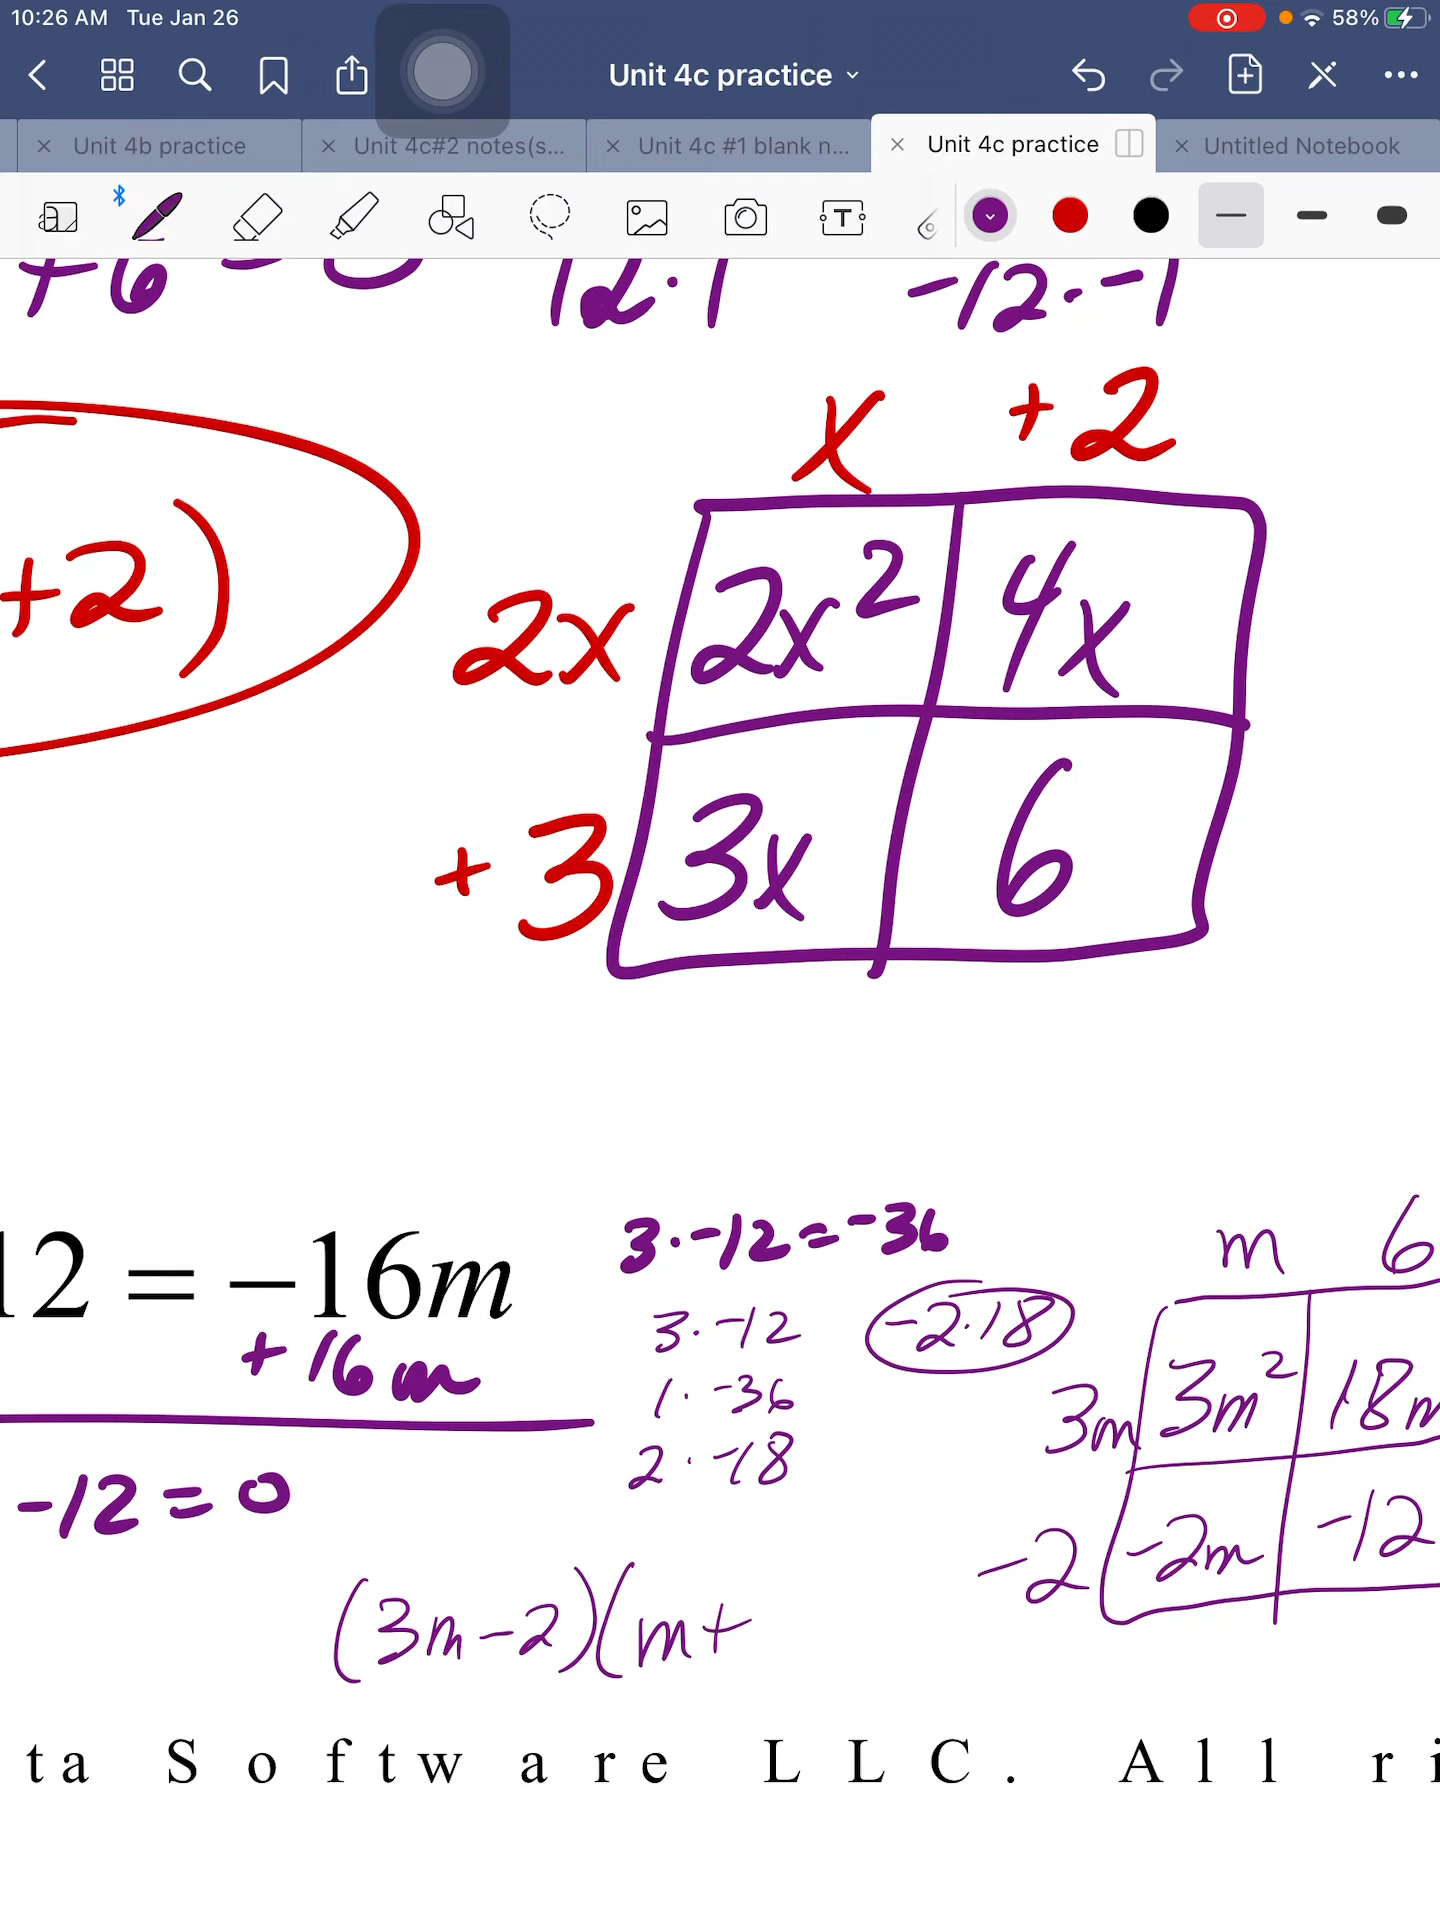 10:26 AM Tue Jan 26
58%
Unit 4c practice
Unit 4b practice
Unit 4c#2 notes(s...
Unit 4c #1 blank n...
Unit 4c practice
Untitled Notebook
+6 = 0
12·1
-12·-1
x +2
+2)
2x 2x² 4x
+3 3x 6
12 = −16m
+16m
-12=0
3·-12=-36
3·-12
-2·18
1·-36
2·-18
m 6
3m 3m² 18m
-2 -2m -12
(3m-2)(m+
ta Software LLC. All ri